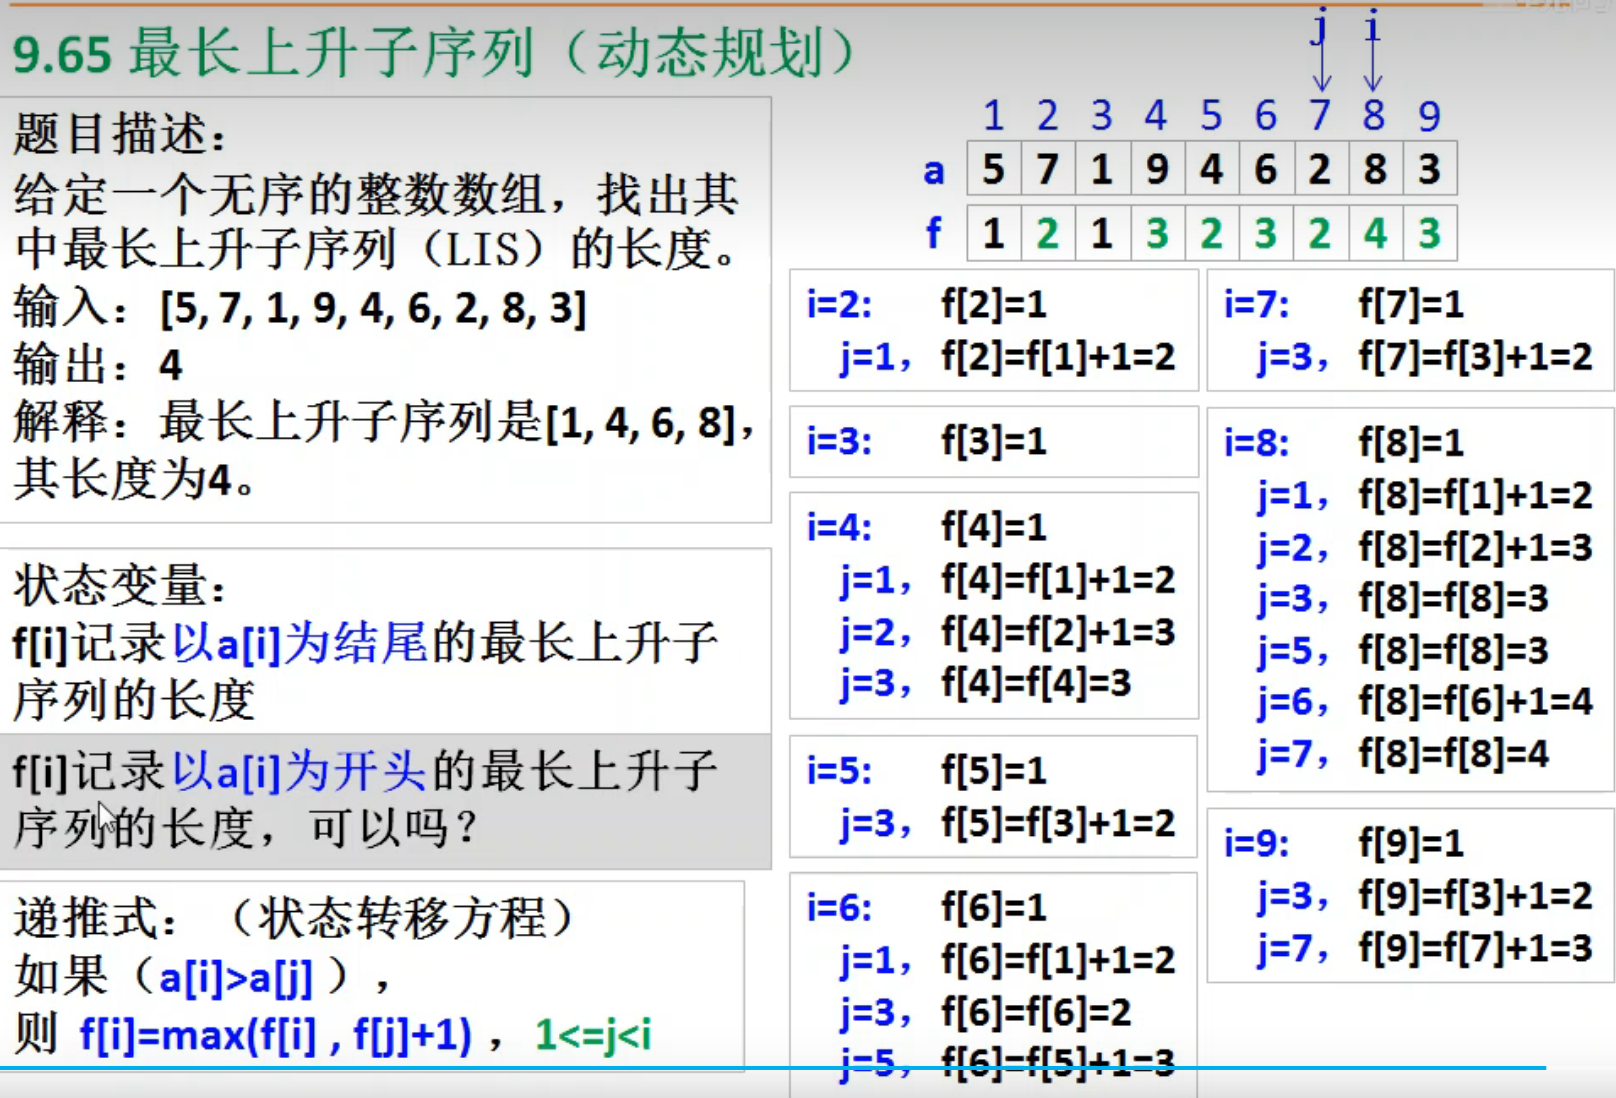 9.65 最长上升子序列（动态规划）
题目描述：
给定一个无序的整数数组，找出其
中最长上升子序列（LIS）的长度。
输入：[5, 7, 1, 9, 4, 6, 2, 8, 3]
输出：4
解释：最长上升子序列是[1, 4, 6, 8]，
其长度为4。
状态变量：
f[i]记录以a[i]为结尾的最长上升子
序列的长度
f[i]记录以a[i]为开头的最长上升子
序列的长度，可以吗？
递推式：（状态转移方程）
如果（a[i]>a[j]），
则 f[i]=max(f[i] , f[j]+1)，1<=j<i
j i
1 2 3 4 5 6 7 8 9
a 5 7 1 9 4 6 2 8 3
f 1 2 1 3 2 3 2 4 3
i=2: f[2]=1
j=1，f[2]=f[1]+1=2
i=3: f[3]=1
i=4: f[4]=1
j=1，f[4]=f[1]+1=2
j=2，f[4]=f[2]+1=3
j=3，f[4]=f[4]=3
i=5: f[5]=1
j=3，f[5]=f[3]+1=2
i=6: f[6]=1
j=1，f[6]=f[1]+1=2
j=3，f[6]=f[6]=2
j=5，f[6]=f[5]+1=3
i=7: f[7]=1
j=3，f[7]=f[3]+1=2
i=8: f[8]=1
j=1，f[8]=f[1]+1=2
j=2，f[8]=f[2]+1=3
j=3，f[8]=f[8]=3
j=5，f[8]=f[8]=3
j=6，f[8]=f[6]+1=4
j=7，f[8]=f[8]=4
i=9: f[9]=1
j=3，f[9]=f[3]+1=2
j=7，f[9]=f[7]+1=3